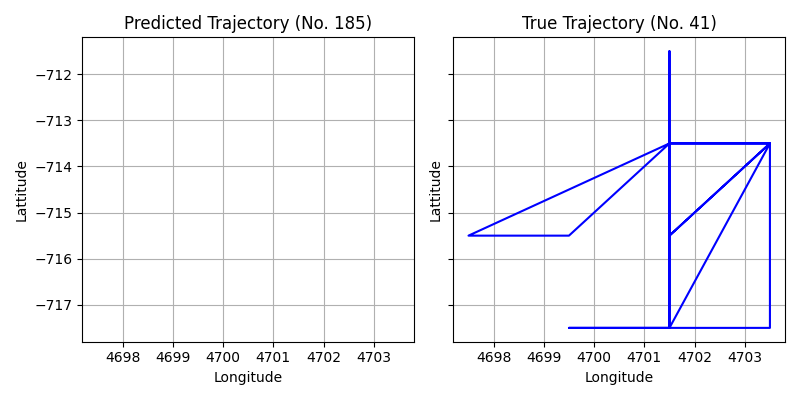 Predicted Trajectory (No. 185)
True Trajectory (No. 41)
Lattitude
−712
−713
−714
−715
−716
−717
4698 4699 4700 4701 4702 4703
Longitude
Lattitude
4698 4699 4700 4701 4702 4703
Longitude